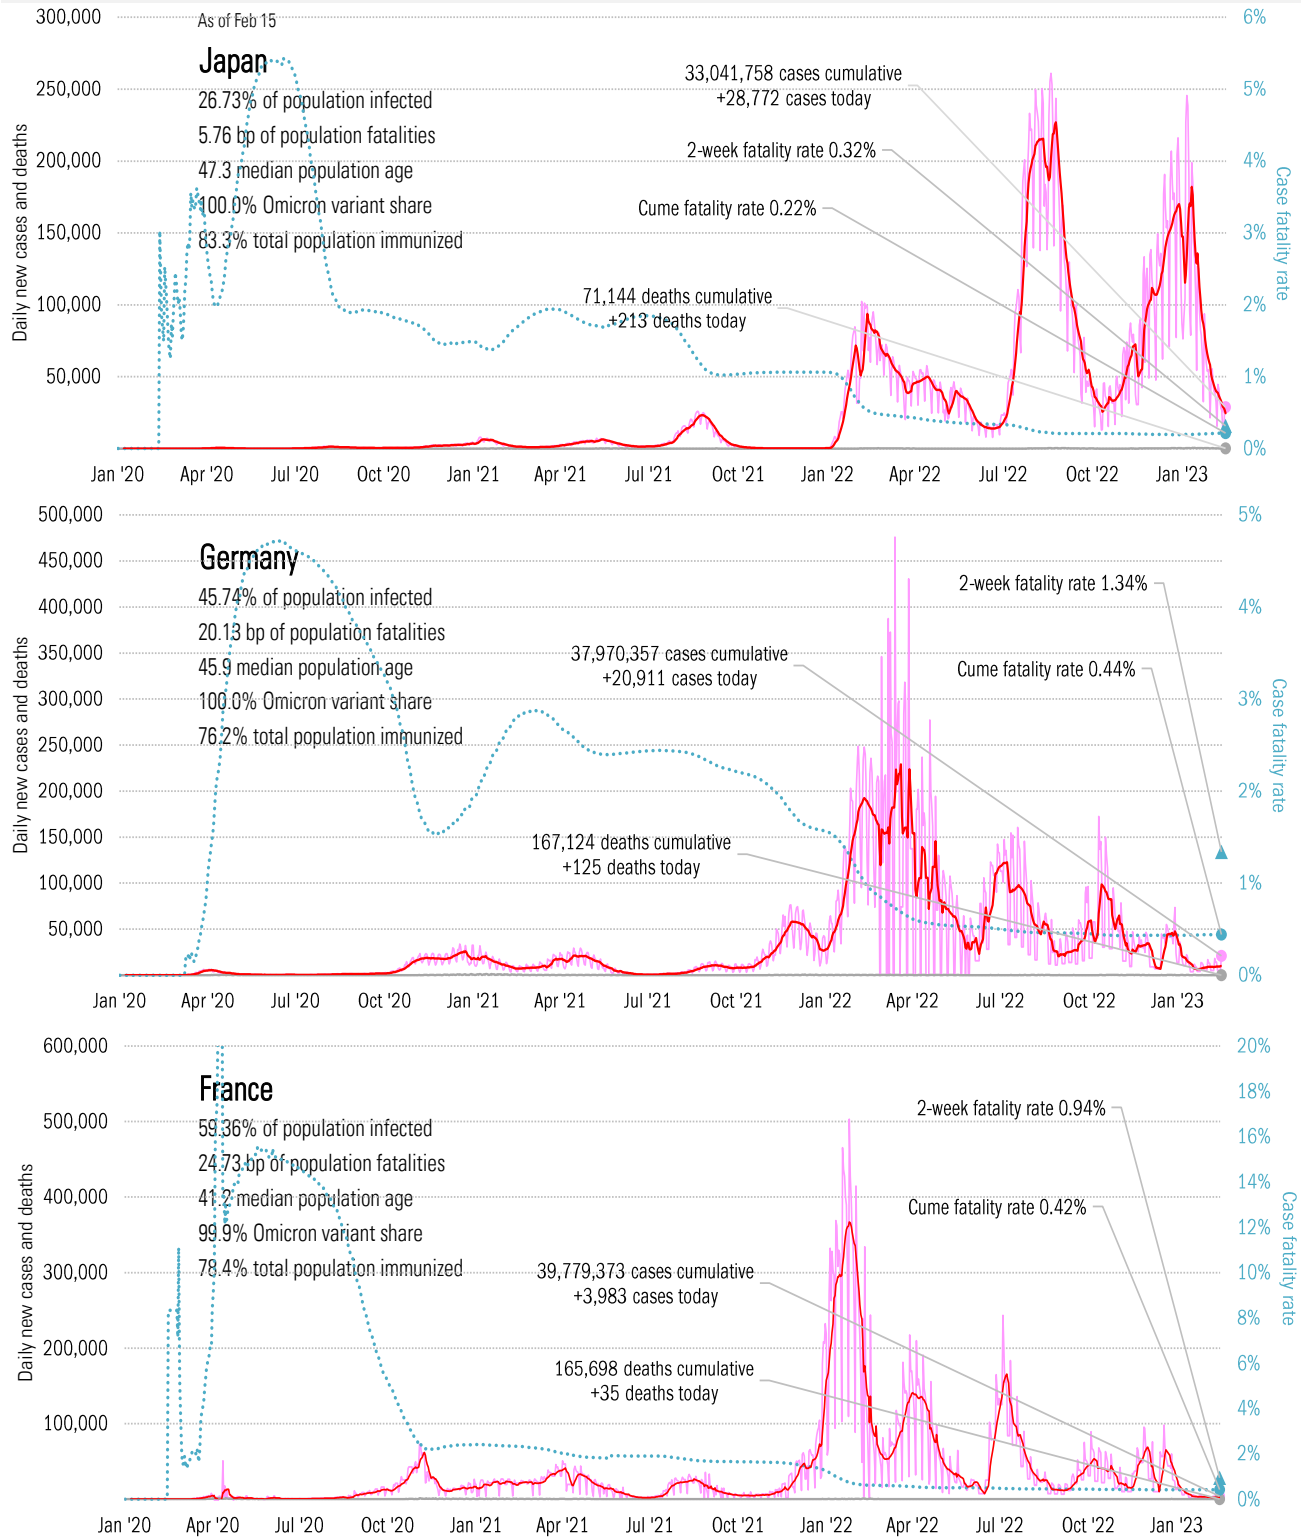 As of Feb 15
Japan
26.73% of population infected
5.76 bp of population fatalities
47.3 median population age
100.0% Omicron variant share
83.3% total population immunized
33,041,758 cases cumulative
+28,772 cases today
2-week fatality rate 0.32%
Cume fatality rate 0.22%
71,144 deaths cumulative
+213 deaths today
Daily new cases and deaths
300,000
250,000
200,000
150,000
100,000
50,000
6%
5%
4%
3%
2%
1%
0%
Case fatality rate
Jan '20 Apr '20 Jul '20 Oct '20 Jan '21 Apr '21 Jul '21 Oct '21 Jan '22 Apr '22 Jul '22 Oct '22 Jan '23
Germany
45.74% of population infected
20.13 bp of population fatalities
45.9 median population age
100.0% Omicron variant share
76.2% total population immunized
2-week fatality rate 1.34%
37,970,357 cases cumulative
+20,911 cases today
Cume fatality rate 0.44%
167,124 deaths cumulative
+125 deaths today
Daily new cases and deaths
500,000
450,000
400,000
350,000
300,000
250,000
200,000
150,000
100,000
50,000
5%
4%
3%
2%
1%
0%
Case fatality rate
Jan '20 Apr '20 Jul '20 Oct '20 Jan '21 Apr '21 Jul '21 Oct '21 Jan '22 Apr '22 Jul '22 Oct '22 Jan '23
France
59.36% of population infected
24.73 bp of population fatalities
41.2 median population age
99.9% Omicron variant share
78.4% total population immunized
2-week fatality rate 0.94%
Cume fatality rate 0.42%
39,779,373 cases cumulative
+3,983 cases today
165,698 deaths cumulative
+35 deaths today
Daily new cases and deaths
600,000
500,000
400,000
300,000
200,000
100,000
20%
18%
16%
14%
12%
10%
8%
6%
4%
2%
0%
Case fatality rate
Jan '20 Apr '20 Jul '20 Oct '20 Jan '21 Apr '21 Jul '21 Oct '21 Jan '22 Apr '22 Jul '22 Oct '22 Jan '23